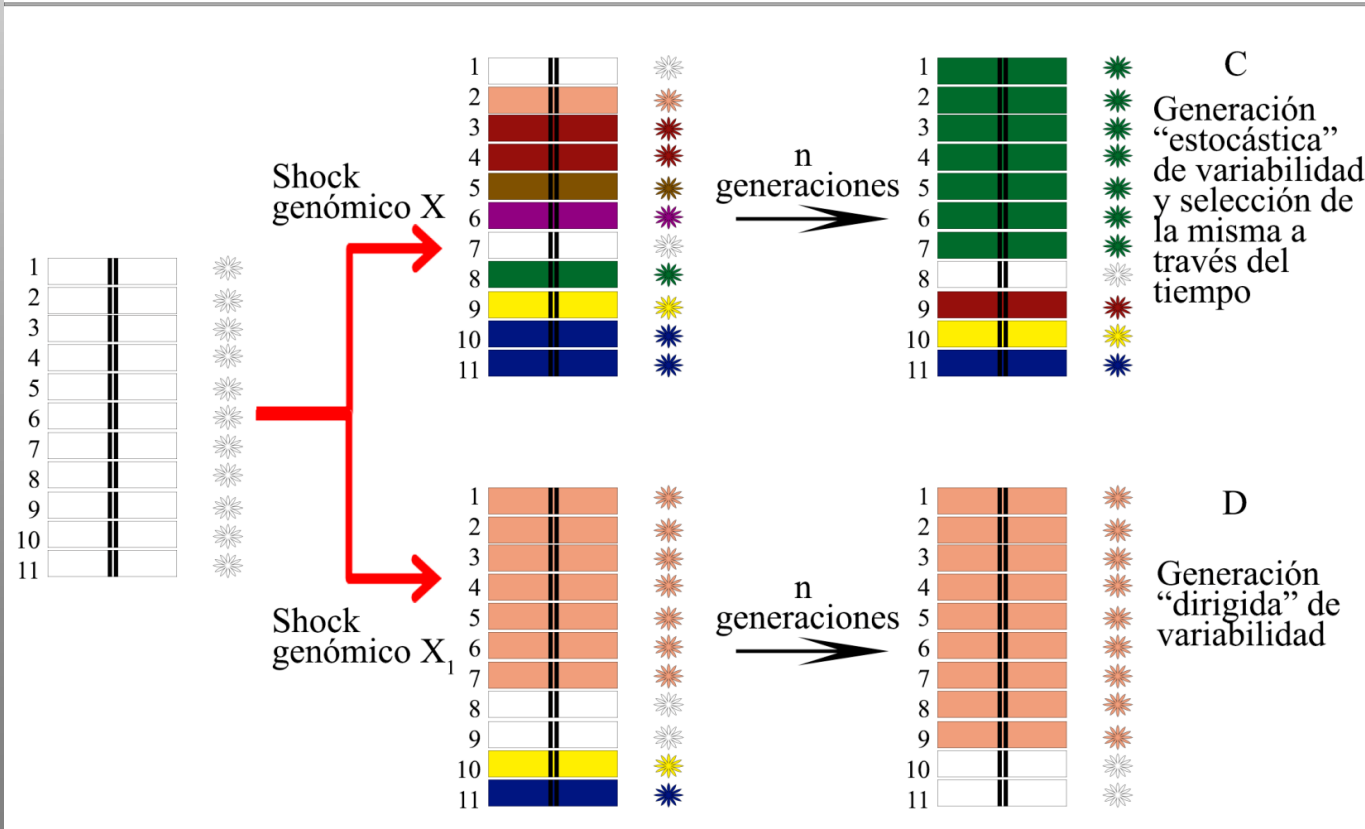 1
2
3
4
5
6
7
8
9
10
11
Shock
genómico X
1
2
3
4
5
6
7
8
9
10
11
n
generaciones
1
2
3
4
5
6
7
8
9
10
11
C
Generación
“estocástica”
de variabilidad
y selección de
la misma a
través del
tiempo
Shock
genómico X₁
1
2
3
4
5
6
7
8
9
10
11
n
generaciones
1
2
3
4
5
6
7
8
9
10
11
D
Generación
“dirigida” de
variabilidad